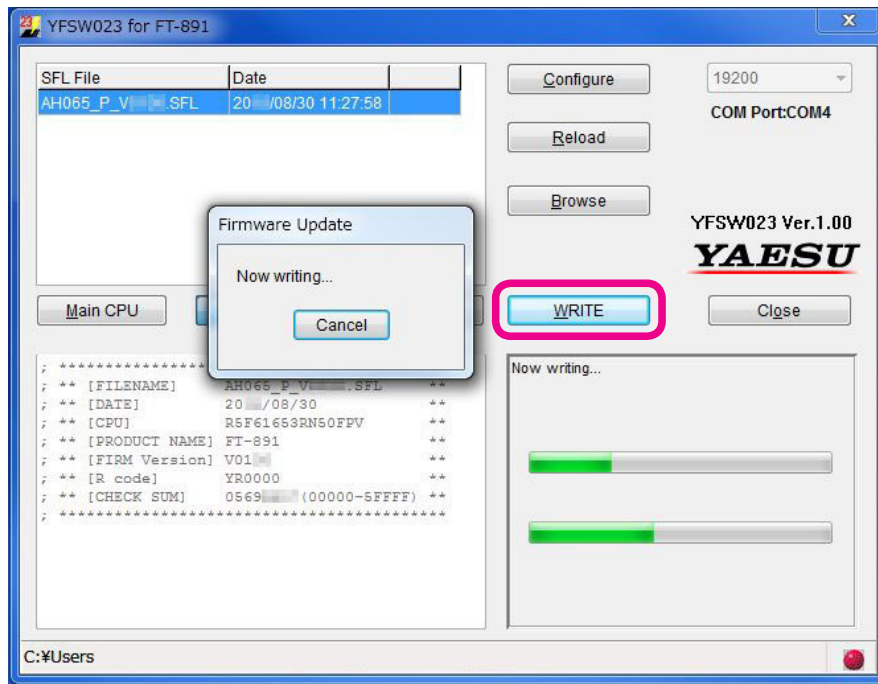 23
YFSW023 for FT-891
X
SFL File Date
AH065_P_V .SFL 20 /08/30 11:27:58
Configure
19200
COM Port:COM4
Reload
Browse
YFSW023 Ver.1.00
YAESU
Firmware Update
Now writing...
Cancel
Main CPU
WRITE
Close
; ****************
; ** [FILENAME] AH065_P_V .SFL **
; ** [DATE] 20 /08/30 **
; ** [CPU] R5F61653RN50FPV **
; ** [PRODUCT NAME] FT-891 **
; ** [FIRM Version] V01 **
; ** [R code] YR0000 **
; ** [CHECK SUM] 0569 (00000-5FFFF) **
; ******************************************
Now writing...
C:¥Users